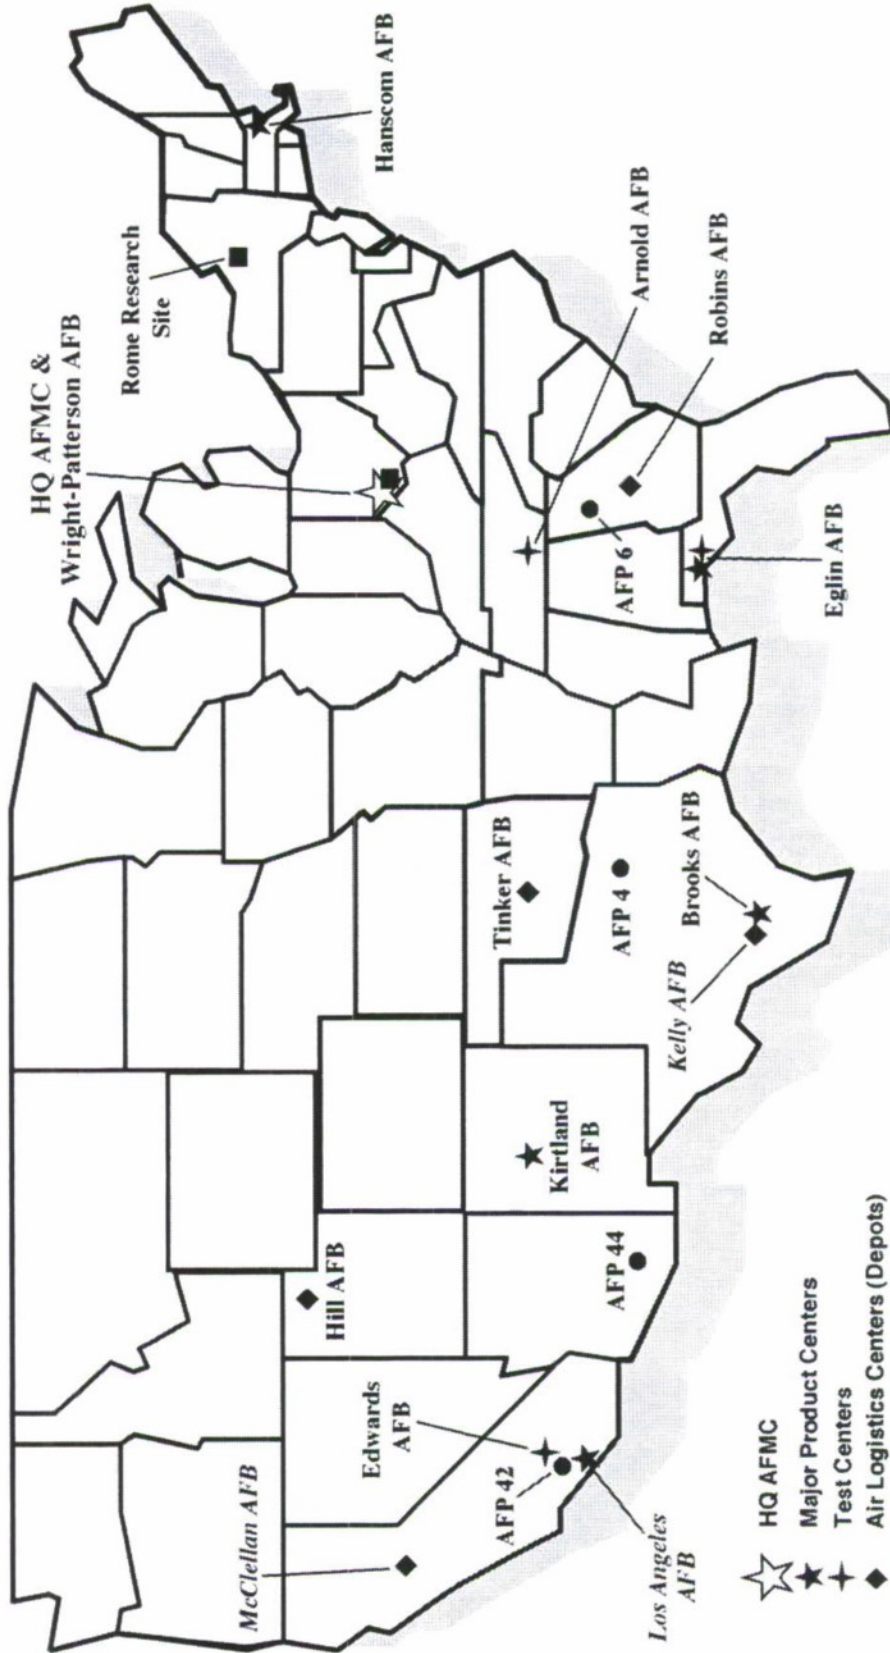 HQ AFMC &
Wright-Patterson AFB
Rome Research
Site
Hanscom AFB
McClellan AFB
Hill AFB
Edwards
AFB
AFP 42
Los Angeles
AFB
AFP 44
Kirtland
AFB
Tinker AFB
AFP 4
Kelly AFB
Brooks AFB
Arnold AFB
AFP 6
Robins AFB
Eglin AFB
HQ AFMC
Major Product Centers
Test Centers
Air Logistics Centers (Depots)